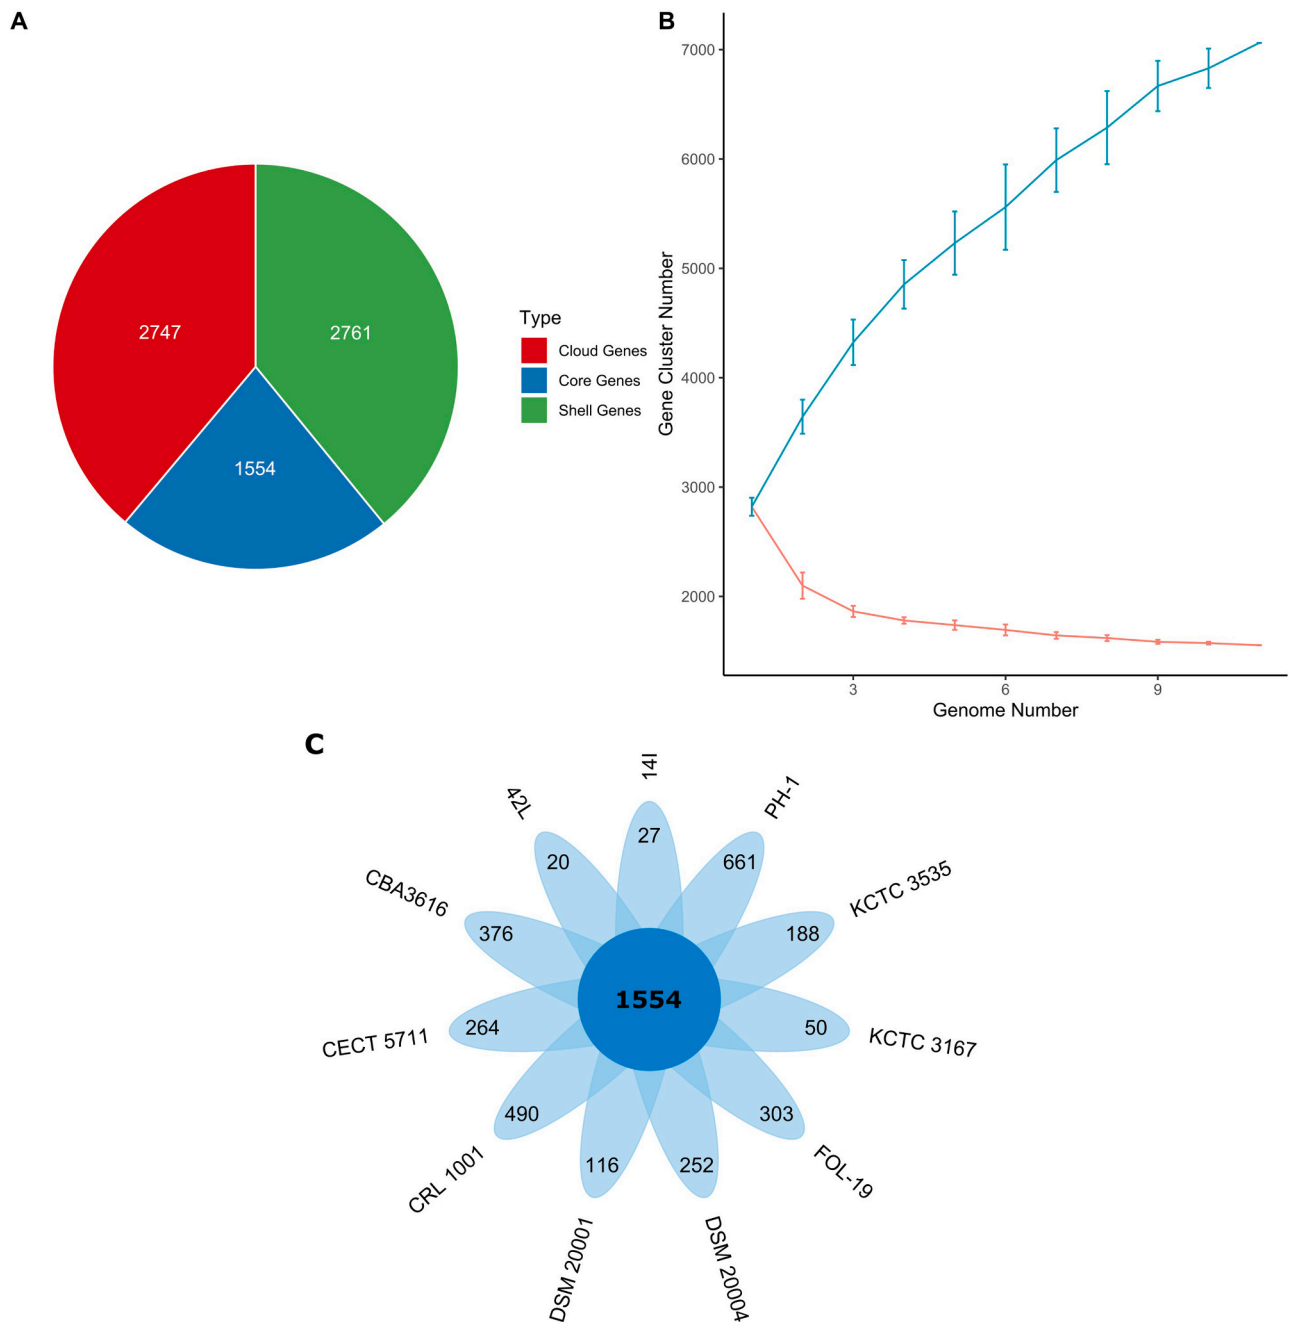 A
2747
2761
1554
Type
Cloud Genes
Core Genes
Shell Genes
B
Gene Cluster Number
7000
6000
5000
4000
3000
2000
3
6
9
Genome Number
C
14I
PH-1
KCTC 3535
KCTC 3167
FOL-19
DSM 20004
DSM 20001
CRL 1001
CECT 5711
CBA3616
42L
27
661
188
50
303
252
116
490
264
376
20
1554